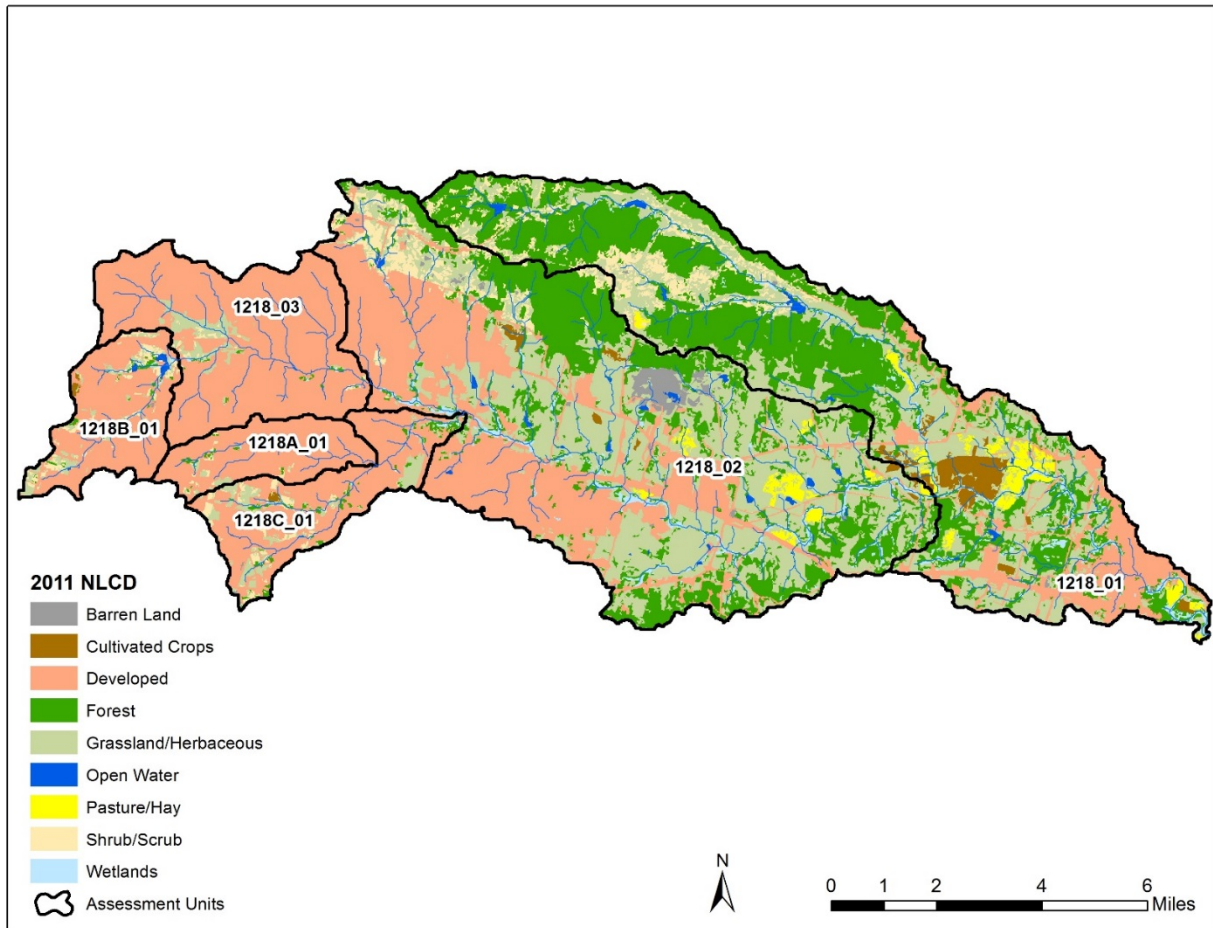 1218_03
1218B_01
1218A_01
1218_02
1218C_01
1218_01
2011 NLCD
Barren Land
Cultivated Crops
Developed
Forest
Grassland/Herbaceous
Open Water
Pasture/Hay
Shrub/Scrub
Wetlands
Assessment Units
N
0 1 2 4 6
Miles